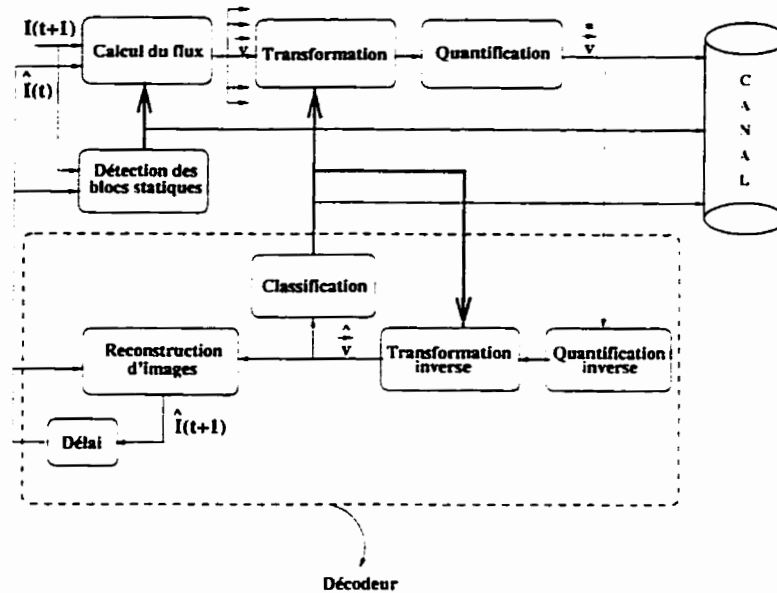 I(t+1)
Î(t)
Calcul du flux
v
Transformation
Quantification
v
C
A
N
A
L
Détection des
blocs statiques
Classification
Reconstruction
d'images
v̂
Transformation
inverse
Quantification
inverse
Délai
Î(t+1)
Décodeur